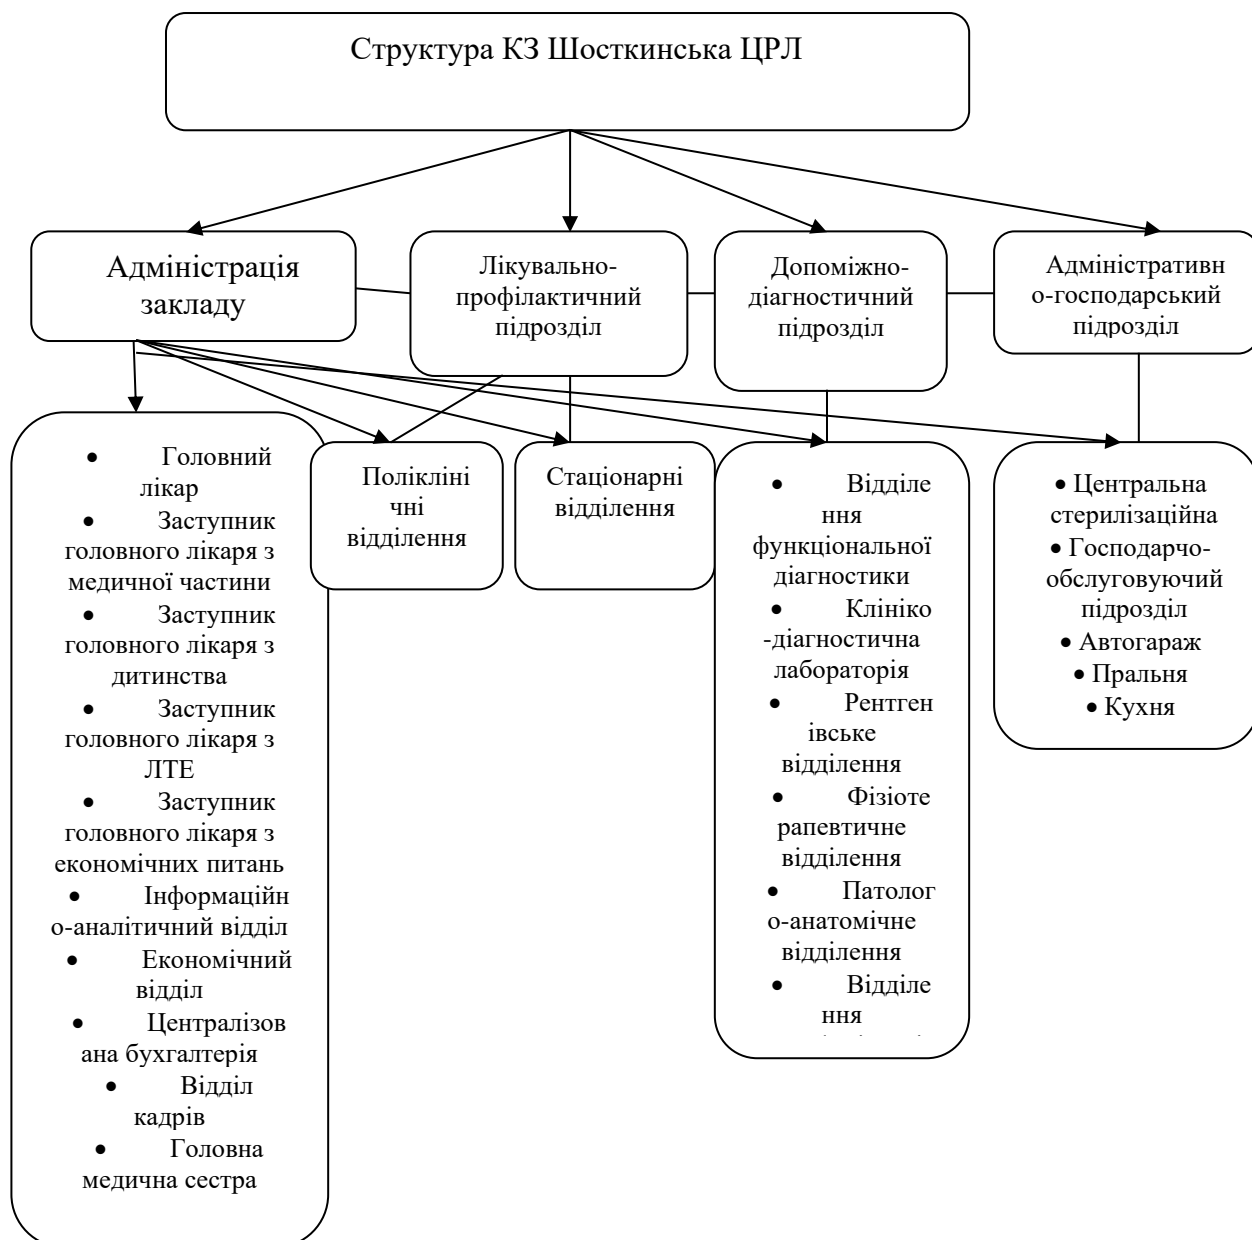 Структура КЗ Шосткинська ЦРЛ
Адміністрація
закладу
Лікувально-
профілактичний
підрозділ
Допоміжно-
діагностичний
підрозділ
Адміністративн
о-господарський
підрозділ
• Головний
лікар
• Заступник
головного лікаря з
медичної частини
• Заступник
головного лікаря з
дитинства
• Заступник
головного лікаря з
ЛТЕ
• Заступник
головного лікаря з
економічних питань
• Інформаційн
о-аналітичний відділ
• Економічний
відділ
• Централізов
ана бухгалтерія
• Відділ
кадрів
• Головна
медична сестра
Полікліні
чні
відділення
Стаціонарні
відділення
• Відділе
ння
функціональної
діагностики
• Клініко
-діагностична
лабораторія
• Рентген
івське
відділення
• Фізіоте
рапевтичне
відділення
• Патолог
о-анатомічне
відділення
• Відділе
ння
• Центральна
стерилізаційна
• Господарчо-
обслуговуючий
підрозділ
• Автогараж
• Пральня
• Кухня